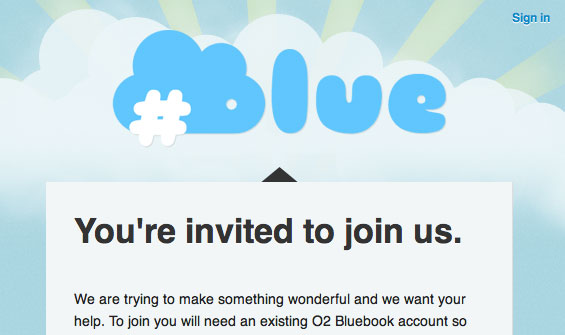 Sign in
#blue
You're invited to join us.
We are trying to make something wonderful and we want your
help. To join you will need an existing O2 Bluebook account so